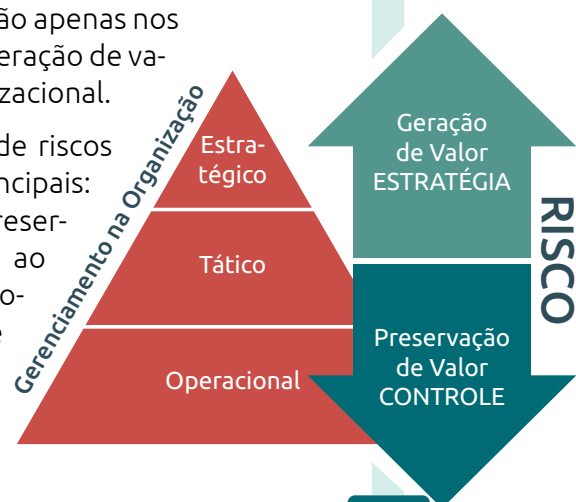 ão apenas nos
eração de va-
zacional.
de riscos
ncipais:
reser-
ao
o-
e
Gerenciamento na Organização
Estra-
tégico
Tático
Operacional
Geração
de Valor
ESTRATÉGIA
Preservação
de Valor
CONTROLE
RISCO